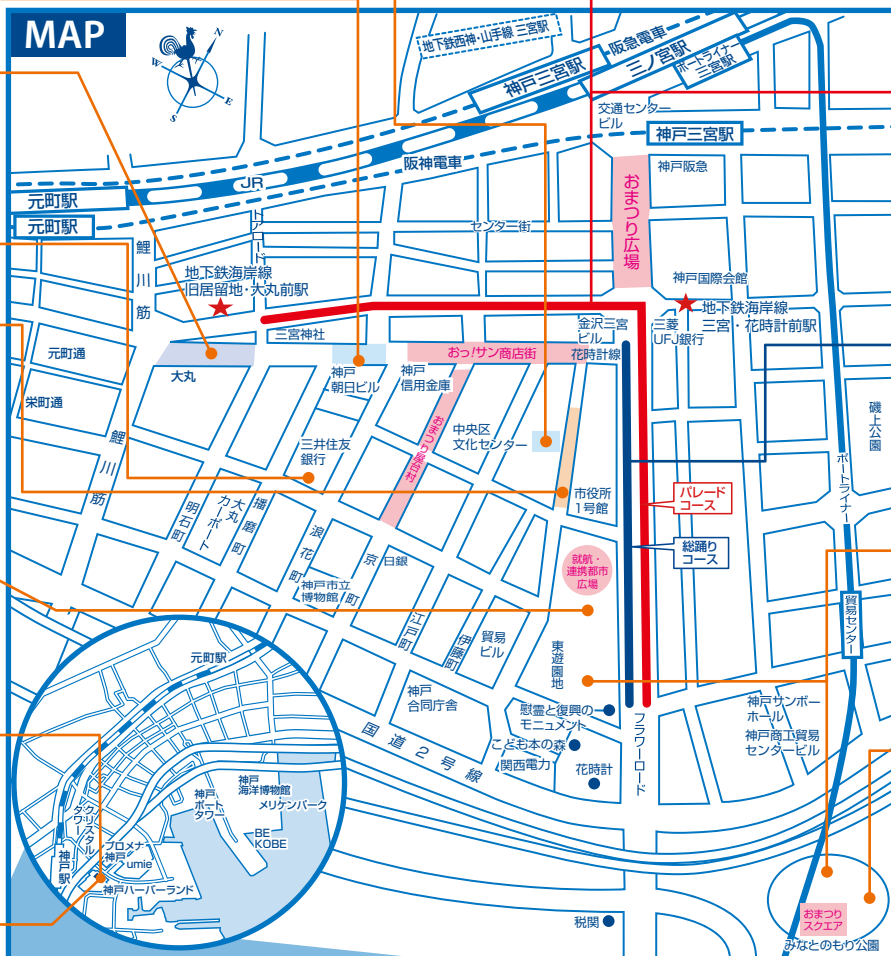 MAP
N
W
E
S
地下鉄西神・山手線 三宮駅
阪急電車
神戸三宮駅
三ノ宮駅
ポートライナー
三宮駅
交通センター
ビル
神戸三宮駅
阪神電車
神戸阪急
JR
元町駅
元町駅
おまつり広場
トアロード
センター街
鯉川筋
地下鉄海岸線
旧居留地・大丸前駅
神戸国際会館
地下鉄海岸線
三宮・花時計前駅
三宮神社
金沢三宮
ビル
花時計線
三菱
UFJ銀行
元町通
大丸
神戸
朝日ビル
神戸
信用金庫
おっ!サン商店街
栄町通
鯉川筋
三井住友
銀行
おまつり屋台村
中央区
文化センター
磯上公園
市役所
1号館
パレード
コース
ポートライナー
明石町
大丸
カーポート
播磨町
浪花町
京町
日銀
総踊り
コース
就航・
連携都市
広場
神戸市立
博物館
江戸町
伊藤町
貿易
ビル
貿易センター
東遊園地
元町駅
神戸
合同庁舎
慰霊と復興の
モニュメント
フラワーロード
神戸サンボー
ホール
神戸商工貿易
センタービル
国道2号線
こども本の森
関西電力
花時計
神戸
海洋博物館
メリケンパーク
神戸
ポート
タワー
クリスタル
タワー
BE
KOBE
プロメナ
神戸
umie
神戸駅
神戸ハーバーランド
税関
おまつり
スクエア
みなとのもり公園